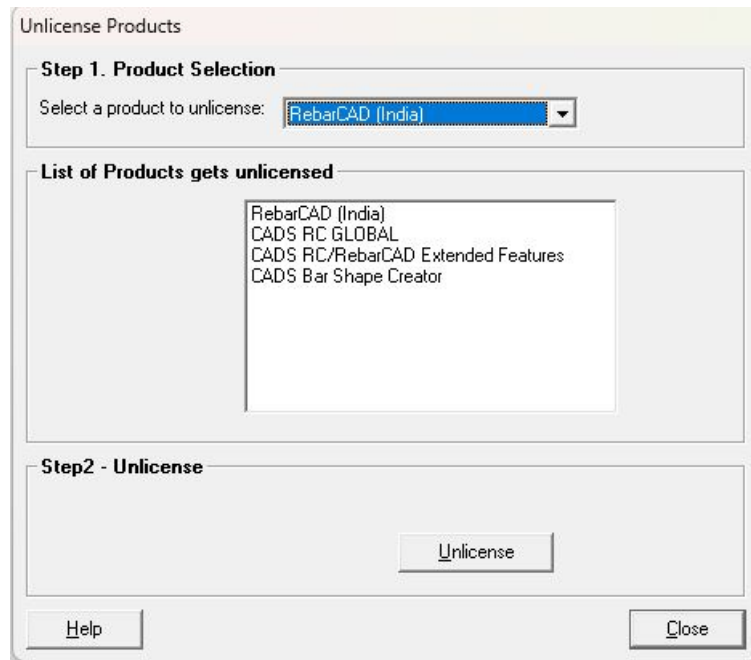 Unlicense Products
Step 1. Product Selection
Select a product to unlicense: RebarCAD (India)
List of Products gets unlicensed
RebarCAD (India)
CADS RC GLOBAL
CADS RC/RebarCAD Extended Features
CADS Bar Shape Creator
Step2 - Unlicense
Unlicense
Help Close